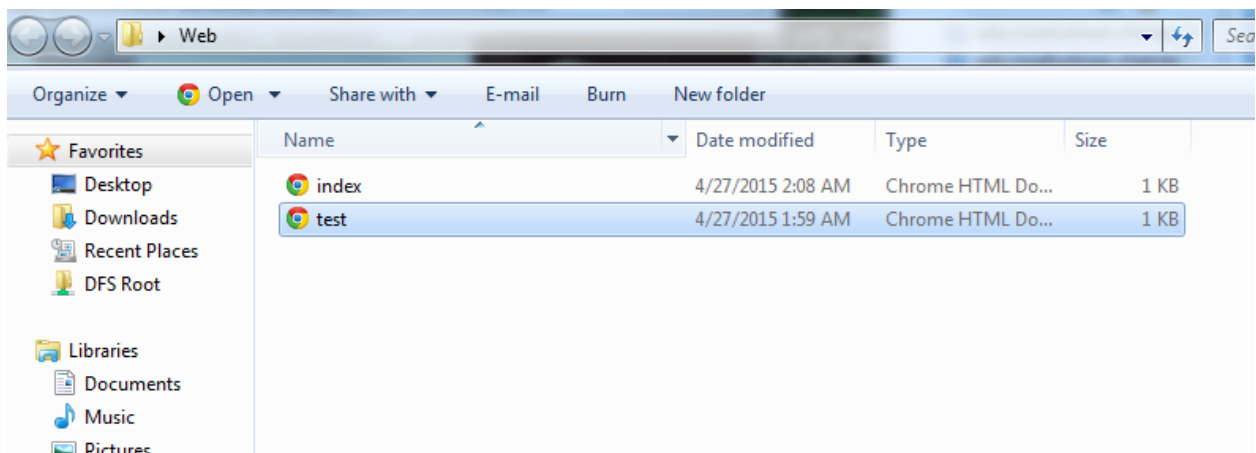 Web
Sea
Organize Open Share with E-mail Burn New folder
Name Date modified Type Size
Favorites
Desktop
Downloads
Recent Places
DFS Root
Libraries
Documents
Music
Pictures
index 4/27/2015 2:08 AM Chrome HTML Do... 1 KB
test 4/27/2015 1:59 AM Chrome HTML Do... 1 KB